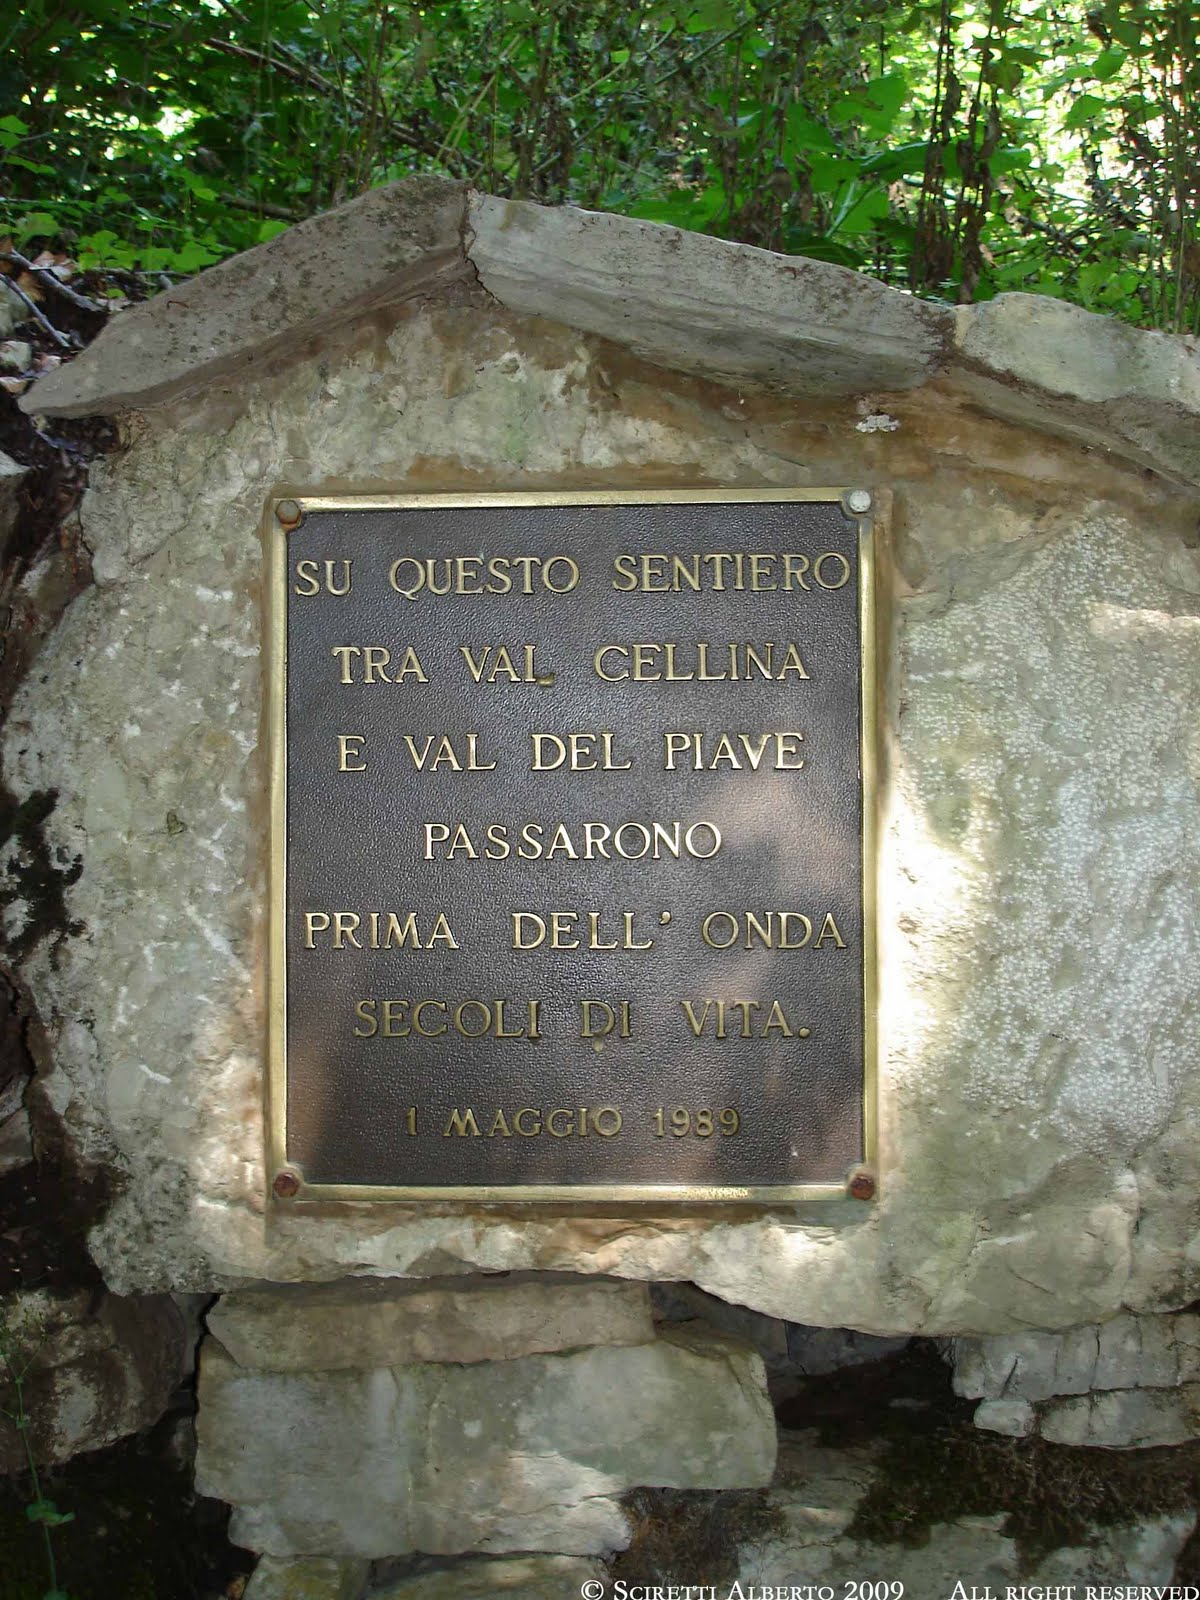 SU QUESTO SENTIERO
TRA VAL CELLINA
E VAL DEL PIAVE
PASSARONO
PRIMA DELL' ONDA
SECOLI DI VITA.
1 MAGGIO 1989
© SCIRETTI ALBERTO 2009 ALL RIGHT RESERVED